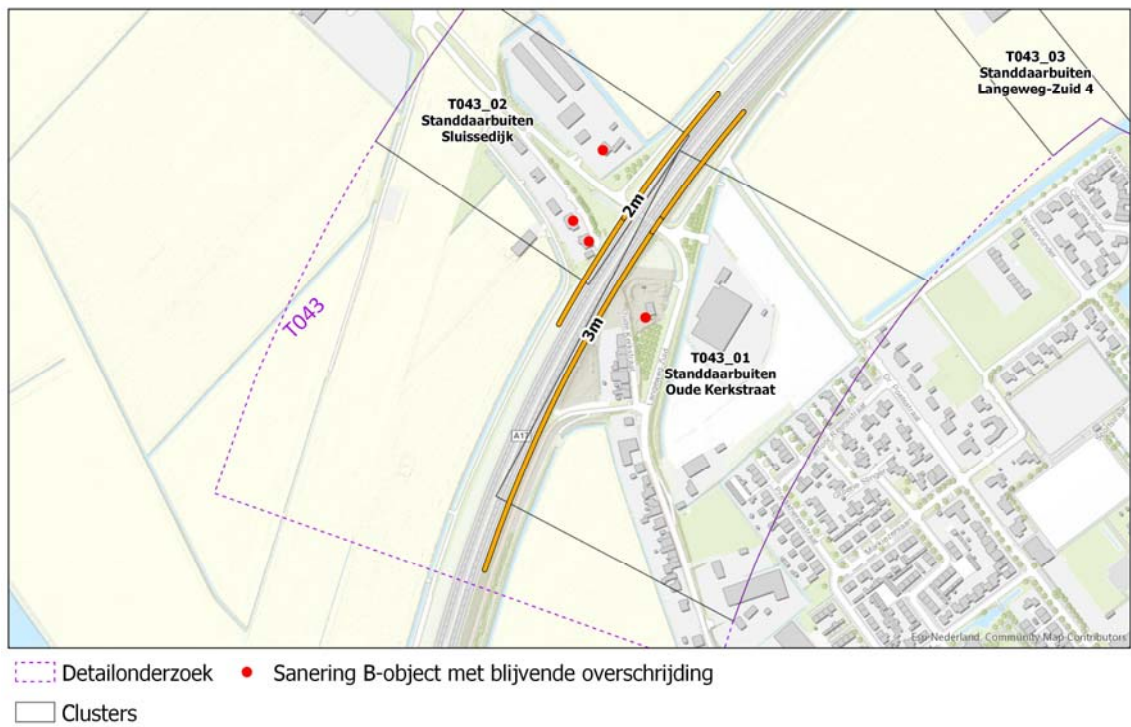 T043_03
Standdaarbuiten
Langeweg-Zuid 4
T043_02
Standdaarbuiten
Sluissedijk
2m
T043
3m
T043_01
Standdaarbuiten
Oude Kerkstraat
A17
Esri Nederland, Community Map Contributors
Detailonderzoek
Sanering B-object met blijvende overschrijding
Clusters